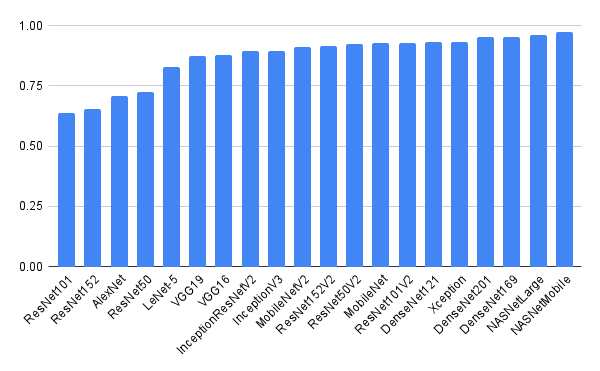 1.00
0.75
0.50
0.25
0.00
ResNet101
ResNet152
AlexNet
ResNet50
LeNet-5
VGG19
VGG16
InceptionResNetV2
InceptionV3
MobileNetV2
ResNet152V2
ResNet50V2
MobileNet
ResNet101V2
DenseNet121
Xception
DenseNet201
DenseNet169
NASNetLarge
NASNetMobile